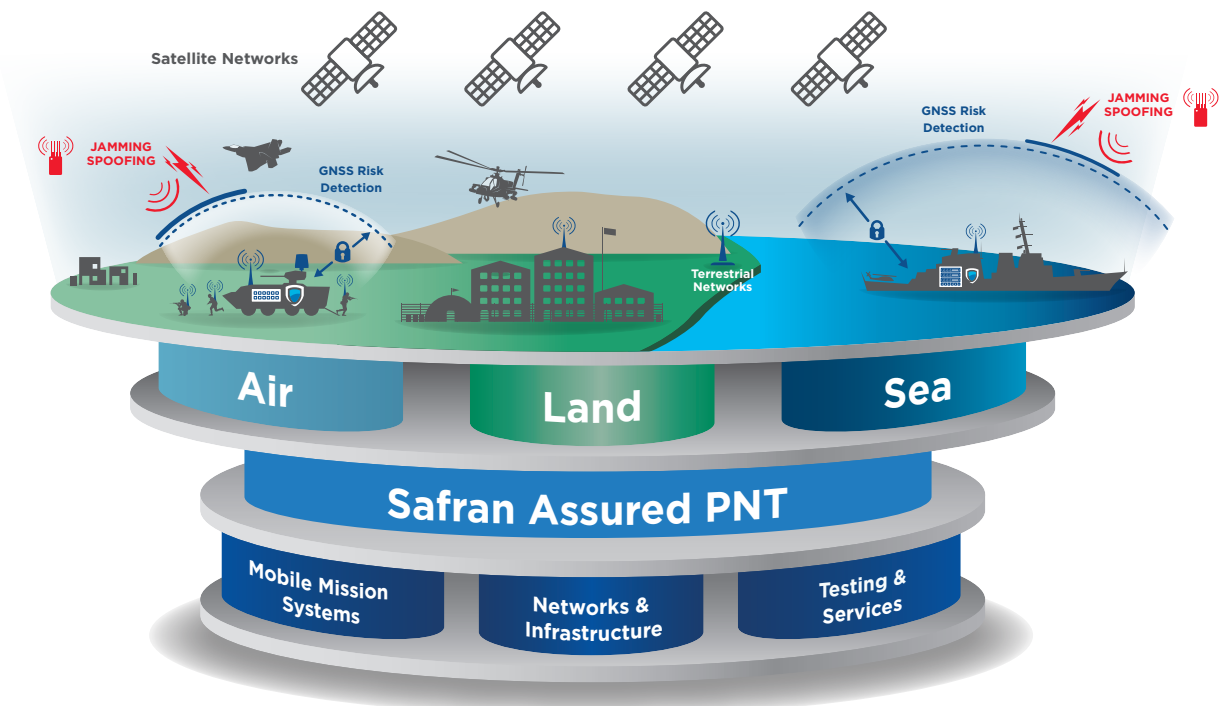 Satellite Networks
JAMMING
SPOOFING
GNSS Risk
Detection
GNSS Risk
Detection
JAMMING
SPOOFING
Terrestrial
Networks
Air
Land
Sea
Safran Assured PNT
Mobile Mission
Systems
Networks &
Infrastructure
Testing &
Services